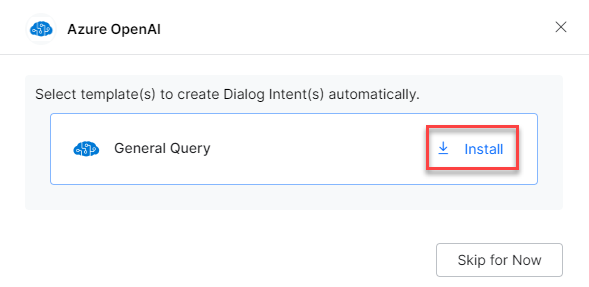 Azure OpenAI
Select template(s) to create Dialog Intent(s) automatically.
General Query
Install
Skip for Now